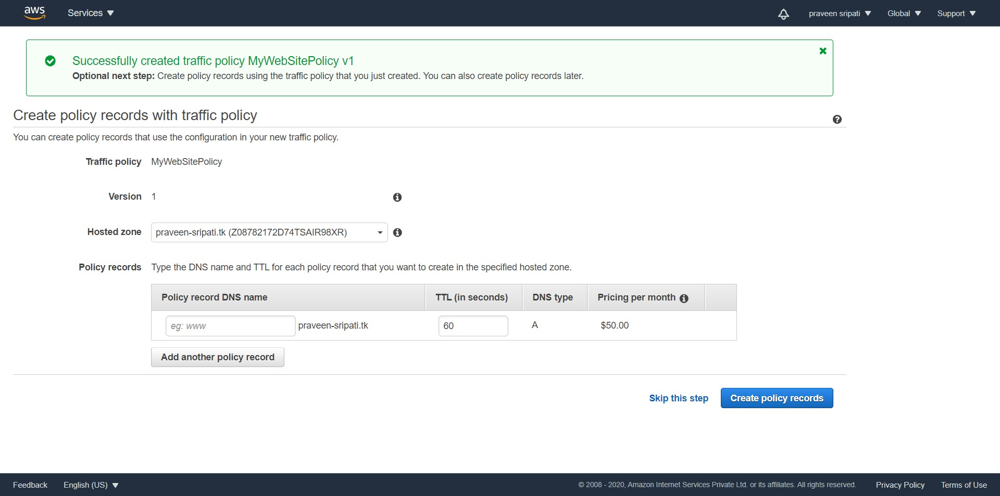 aws Services praveen sripati Global Support
Successfully created traffic policy MyWebSitePolicy v1
Optional next step: Create policy records using the traffic policy that you just created. You can also create policy records later.
Create policy records with traffic policy
You can create policy records that use the configuration in your new traffic policy.
Traffic policy MyWebSitePolicy
Version 1
Hosted zone praveen-sripati.tk (Z08782172D74TSAIR98XR)
Policy records Type the DNS name and TTL for each policy record that you want to create in the specified hosted zone.
Policy record DNS name TTL (in seconds) DNS type Pricing per month
eg: www praveen-sripati.tk 60 A $50.00
Add another policy record
Skip this step Create policy records
Feedback English (US) © 2008 - 2020, Amazon Internet Services Private Ltd. or its affiliates. All rights reserved. Privacy Policy Terms of Use